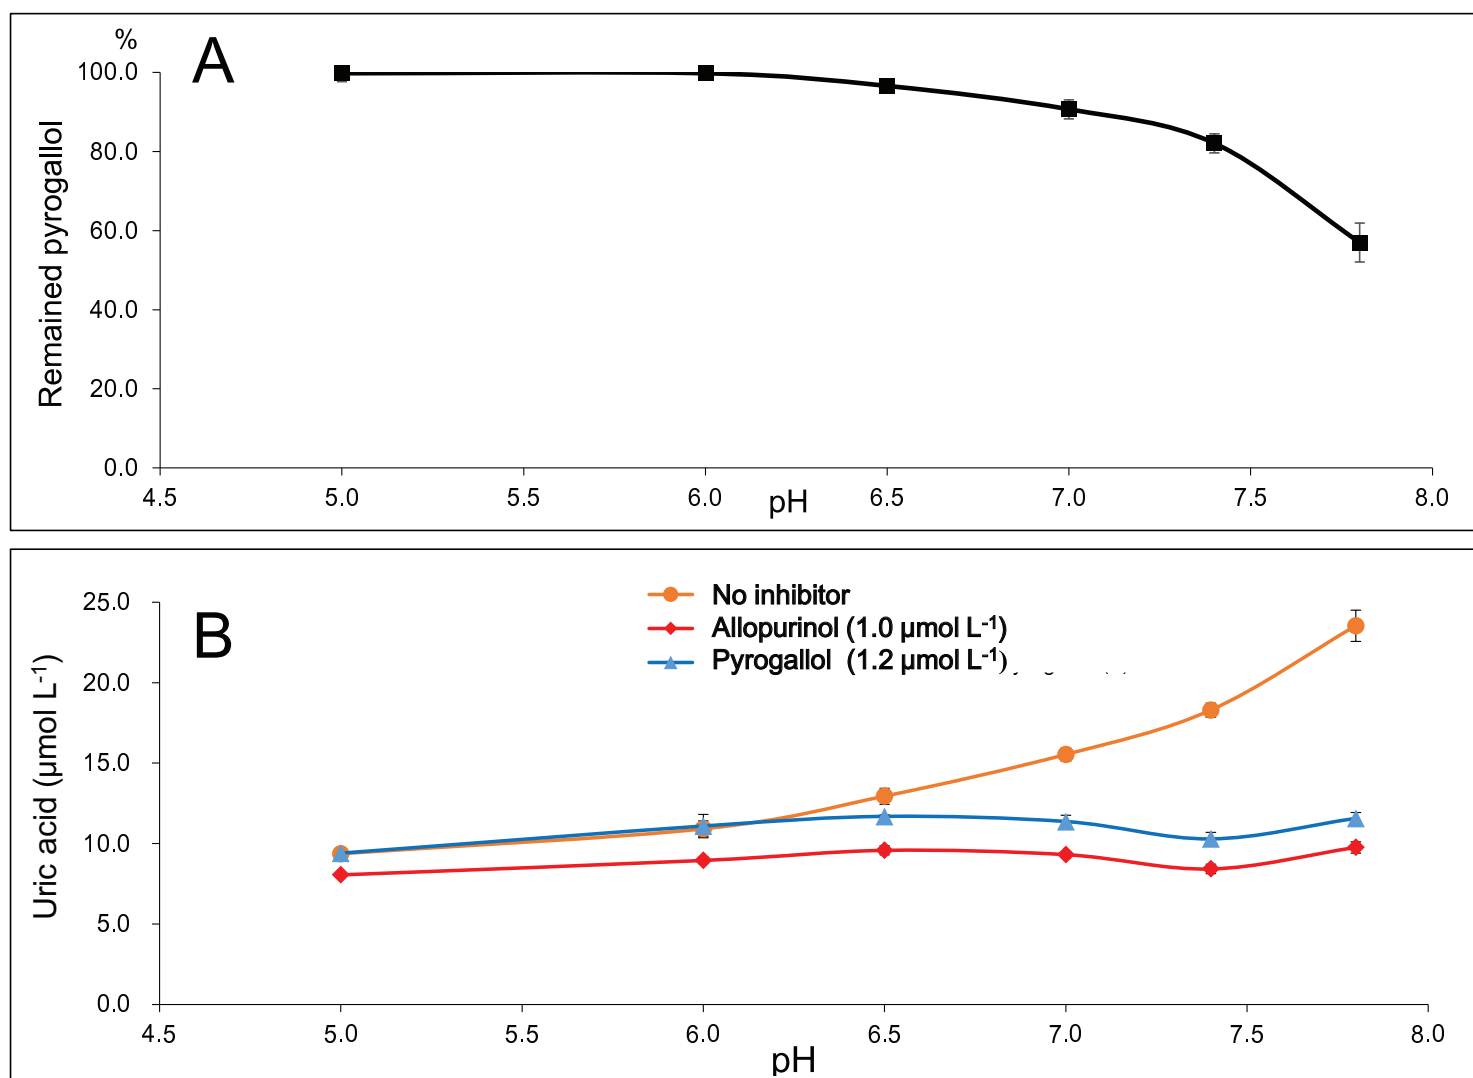 %
A
100.0
80.0
60.0
40.0
20.0
0.0
Remained pyrogallol
4.5 5.0 5.5 6.0 6.5 7.0 7.5 8.0
pH
B
No inhibitor
Allopurinol (1.0 µmol L⁻¹)
Pyrogallol (1.2 µmol L⁻¹)
25.0
20.0
15.0
10.0
5.0
0.0
Uric acid (µmol L⁻¹)
4.5 5.0 5.5 6.0 6.5 7.0 7.5 8.0
pH